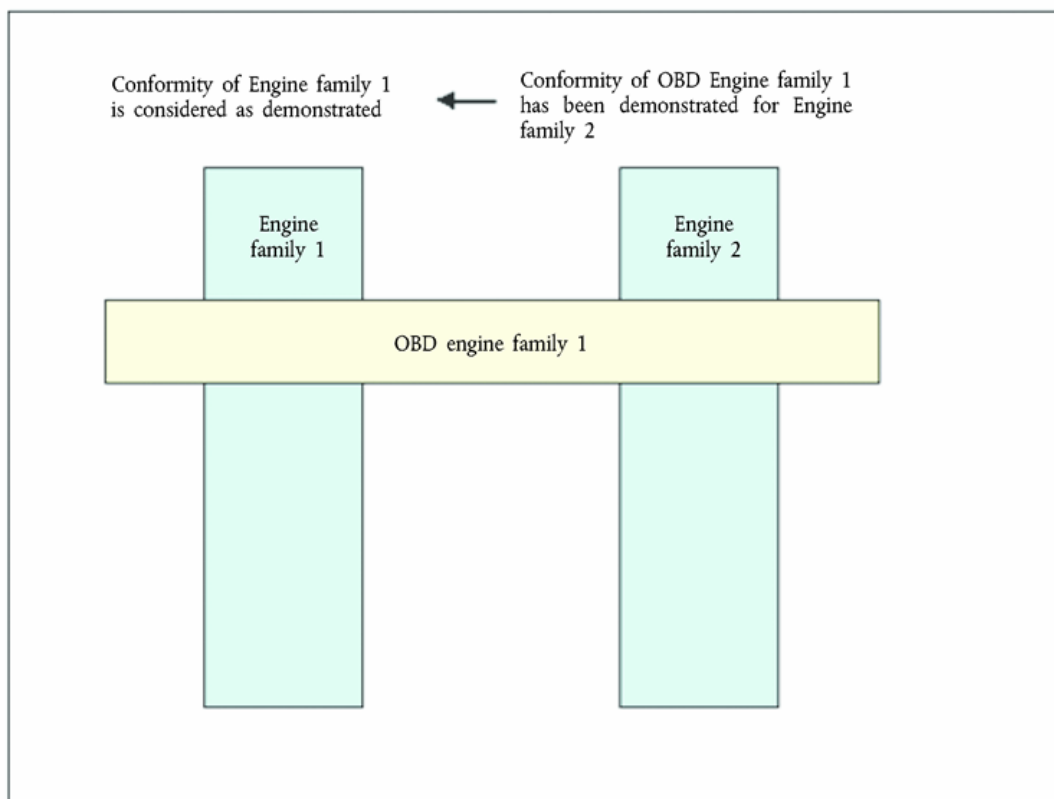 Conformity of Engine family 1
is considered as demonstrated
Conformity of OBD Engine family 1
has been demonstrated for Engine
family 2
Engine
family 1
Engine
family 2
OBD engine family 1